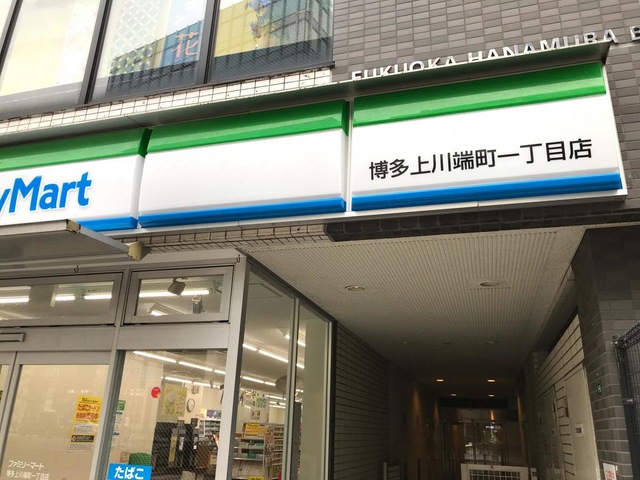 花
FUKUOKA HANAMURA B
yMart
博多上川端町一丁目店
ファミリーマート
博多上川端町一丁目店
たばこ